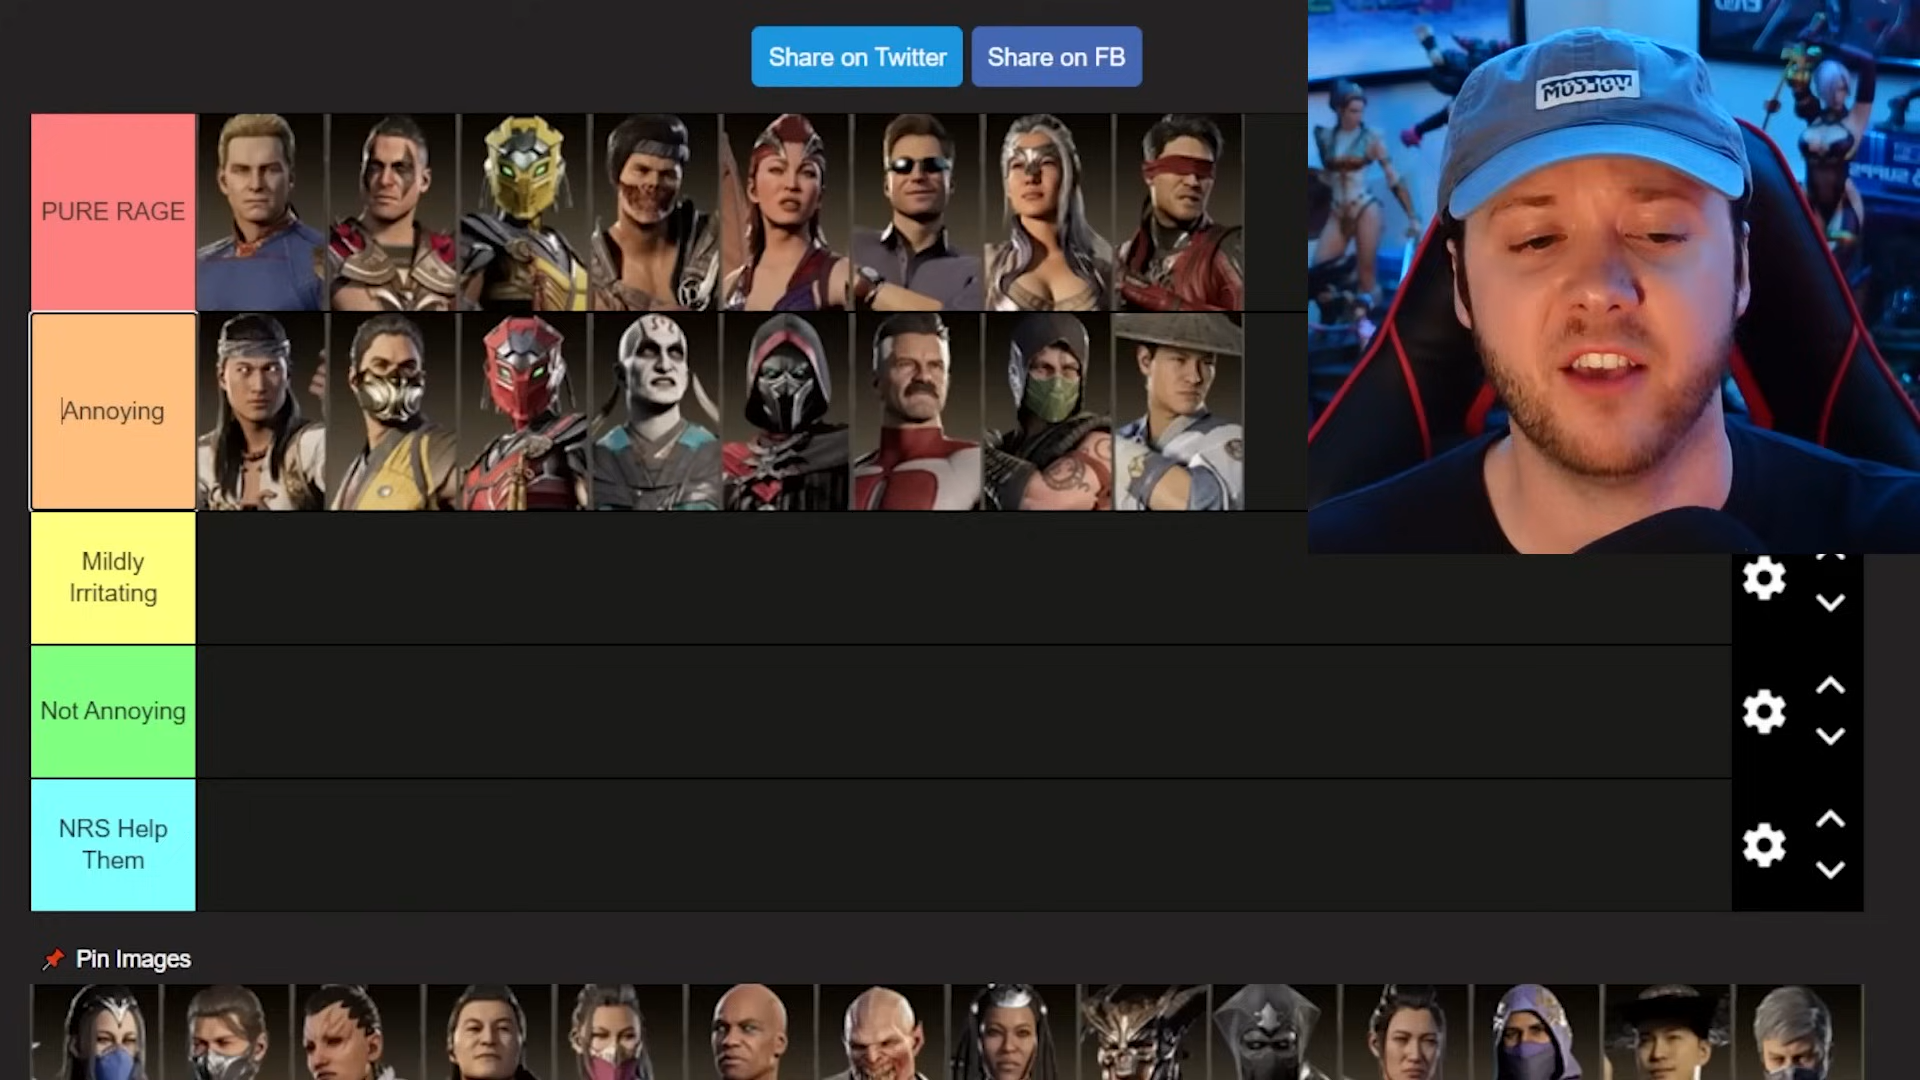 Share on Twitter
Share on FB
PURE RAGE
Annoying
Mildly
Irritating
Not Annoying
NRS Help
Them
Pin Images